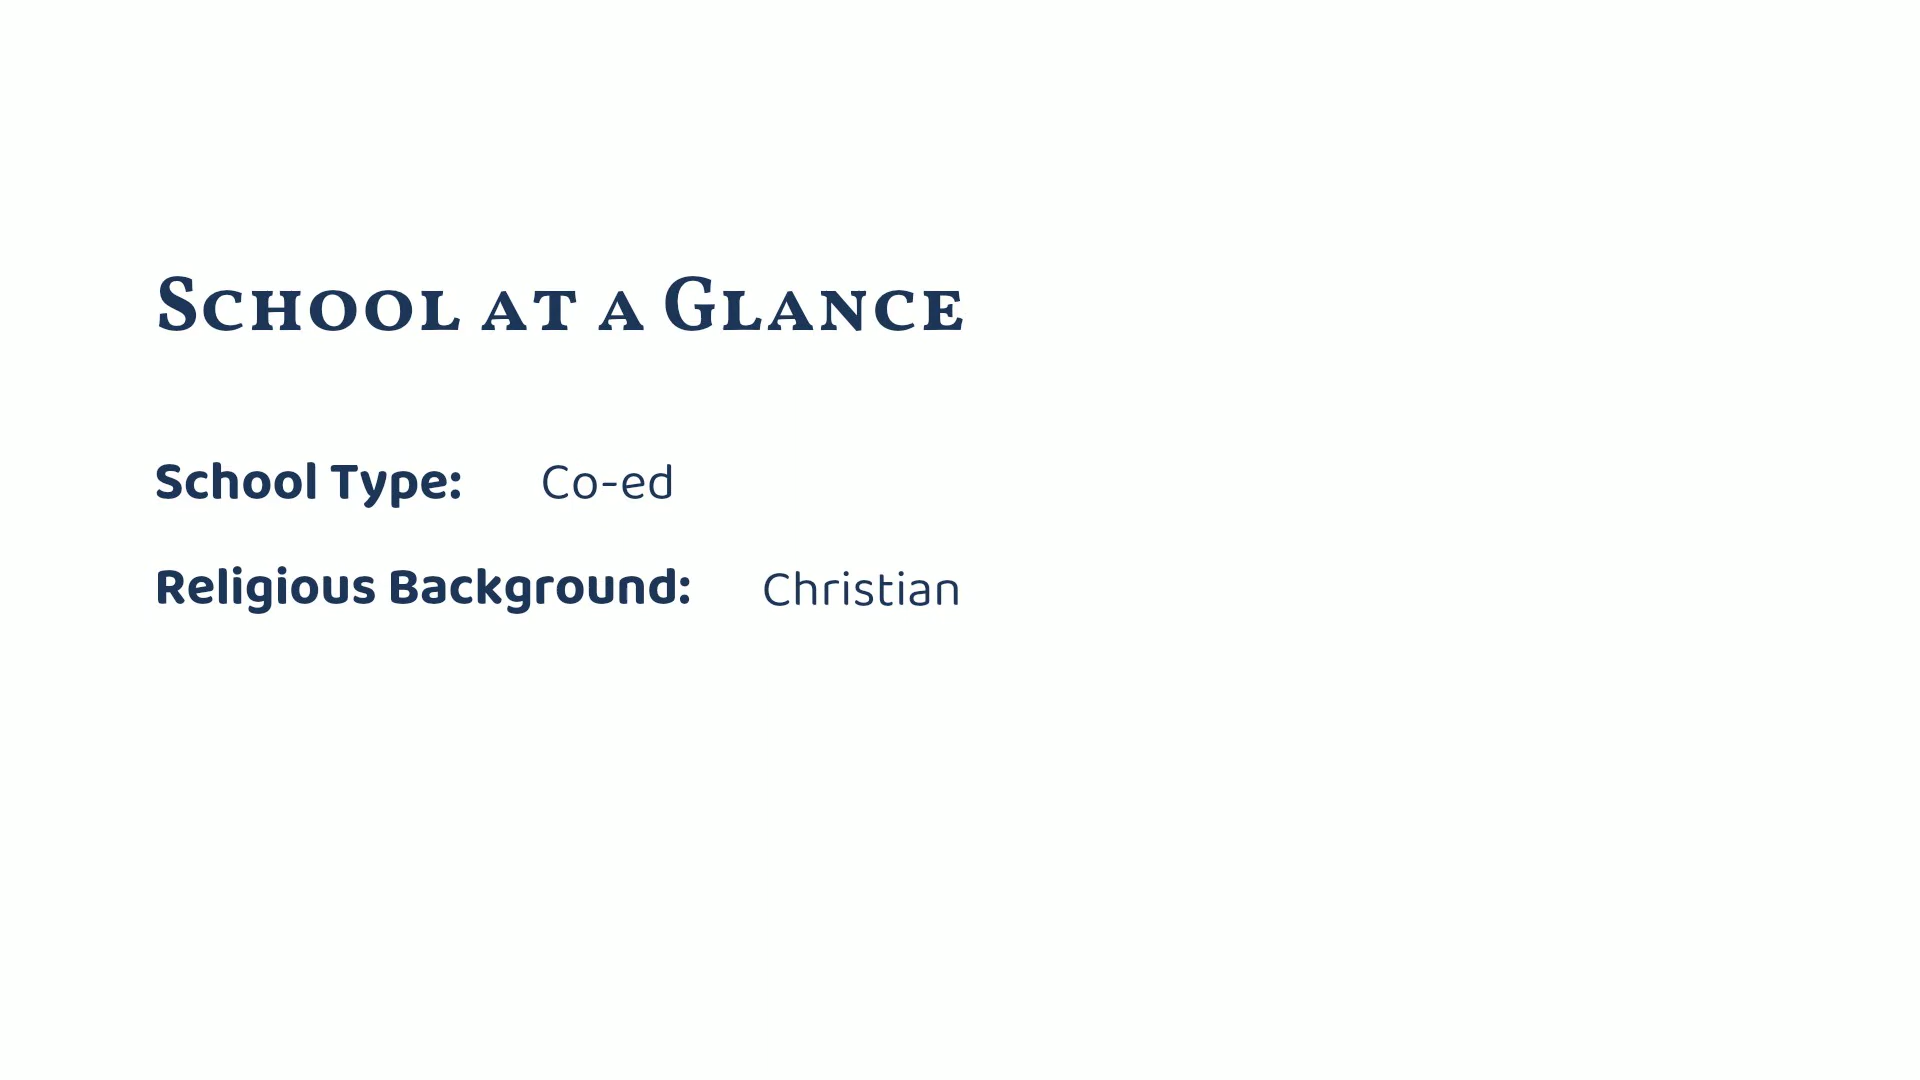 School at a Glance
School Type: Co-ed
Religious Background: Christian